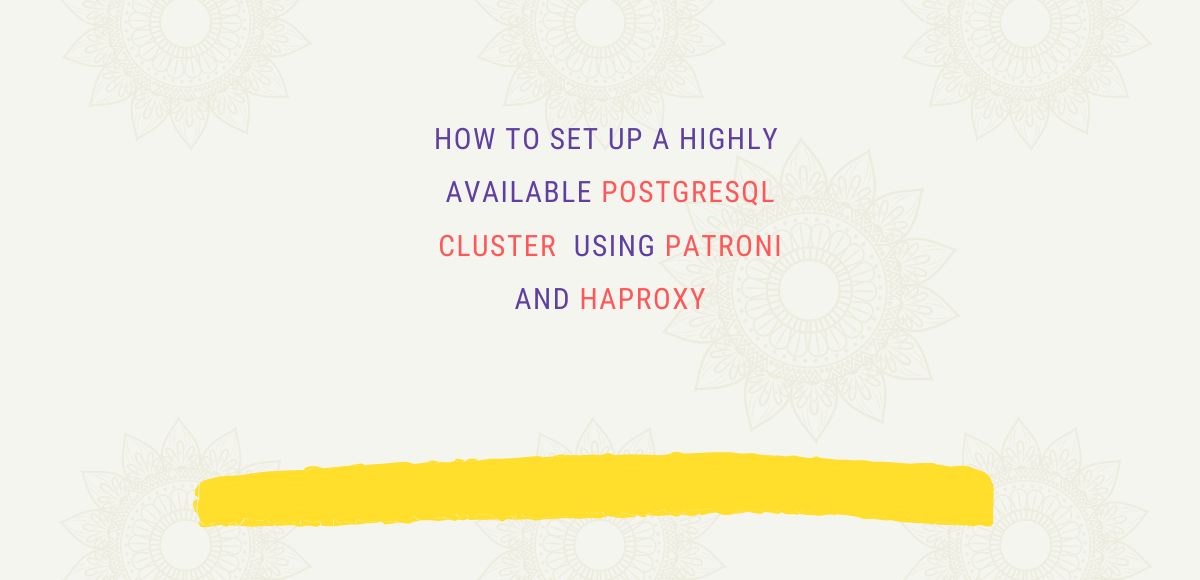 HOW TO SET UP A HIGHLY
AVAILABLE POSTGRESQL
CLUSTER USING PATRONI
AND HAPROXY